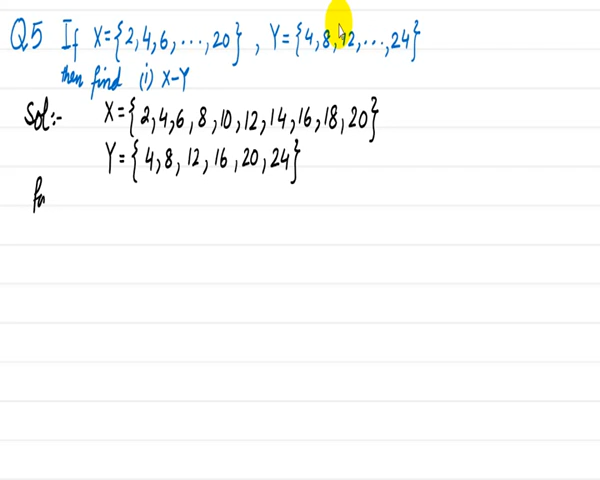 Q5 If X={2,4,6,...,20}, Y={4,8,12,...,24}
then find (i) X-Y
Sol:- X={2,4,6,8,10,12,14,16,18,20}
Y={4,8,12,16,20,24}